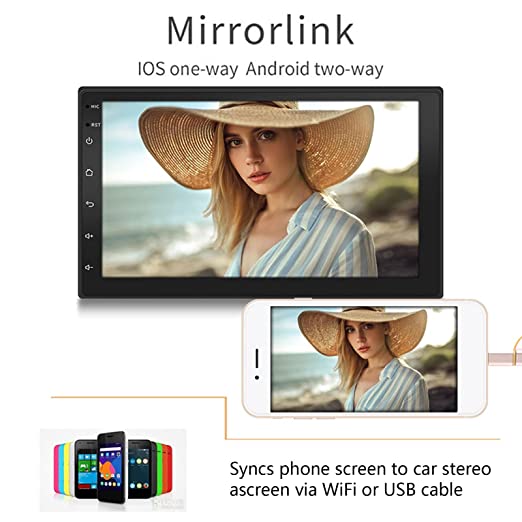 Mirrorlink
IOS one-way Android two-way
MIC
RST
Syncs phone screen to car stereo
ascreen via WiFi or USB cable